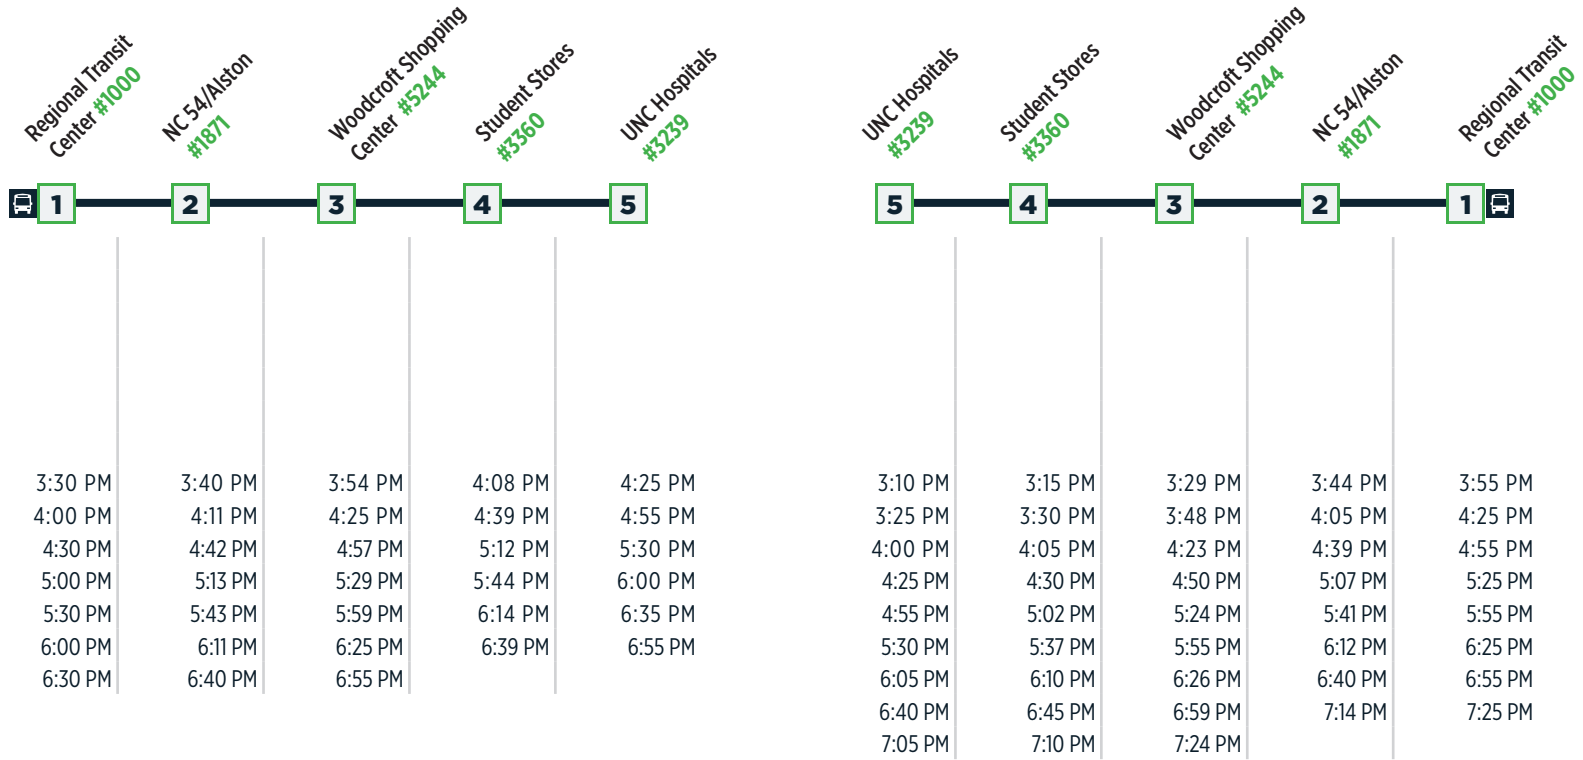 Regional Transit
Center #1000
NC 54/Alston
#1871
Woodcroft Shopping
Center #5244
Student Stores
#3360
UNC Hospitals
#3239
1 2 3 4 5
3:30 PM 3:40 PM 3:54 PM 4:08 PM 4:25 PM
4:00 PM 4:11 PM 4:25 PM 4:39 PM 4:55 PM
4:30 PM 4:42 PM 4:57 PM 5:12 PM 5:30 PM
5:00 PM 5:13 PM 5:29 PM 5:44 PM 6:00 PM
5:30 PM 5:43 PM 5:59 PM 6:14 PM 6:35 PM
6:00 PM 6:11 PM 6:25 PM 6:39 PM 6:55 PM
6:30 PM 6:40 PM 6:55 PM
UNC Hospitals
#3239
Student Stores
#3360
Woodcroft Shopping
Center #5244
NC 54/Alston
#1871
Regional Transit
Center #1000
5 4 3 2 1
3:10 PM 3:15 PM 3:29 PM 3:44 PM 3:55 PM
3:25 PM 3:30 PM 3:48 PM 4:05 PM 4:25 PM
4:00 PM 4:05 PM 4:23 PM 4:39 PM 4:55 PM
4:25 PM 4:30 PM 4:50 PM 5:07 PM 5:25 PM
4:55 PM 5:02 PM 5:24 PM 5:41 PM 5:55 PM
5:30 PM 5:37 PM 5:55 PM 6:12 PM 6:25 PM
6:05 PM 6:10 PM 6:26 PM 6:40 PM 6:55 PM
6:40 PM 6:45 PM 6:59 PM 7:14 PM 7:25 PM
7:05 PM 7:10 PM 7:24 PM